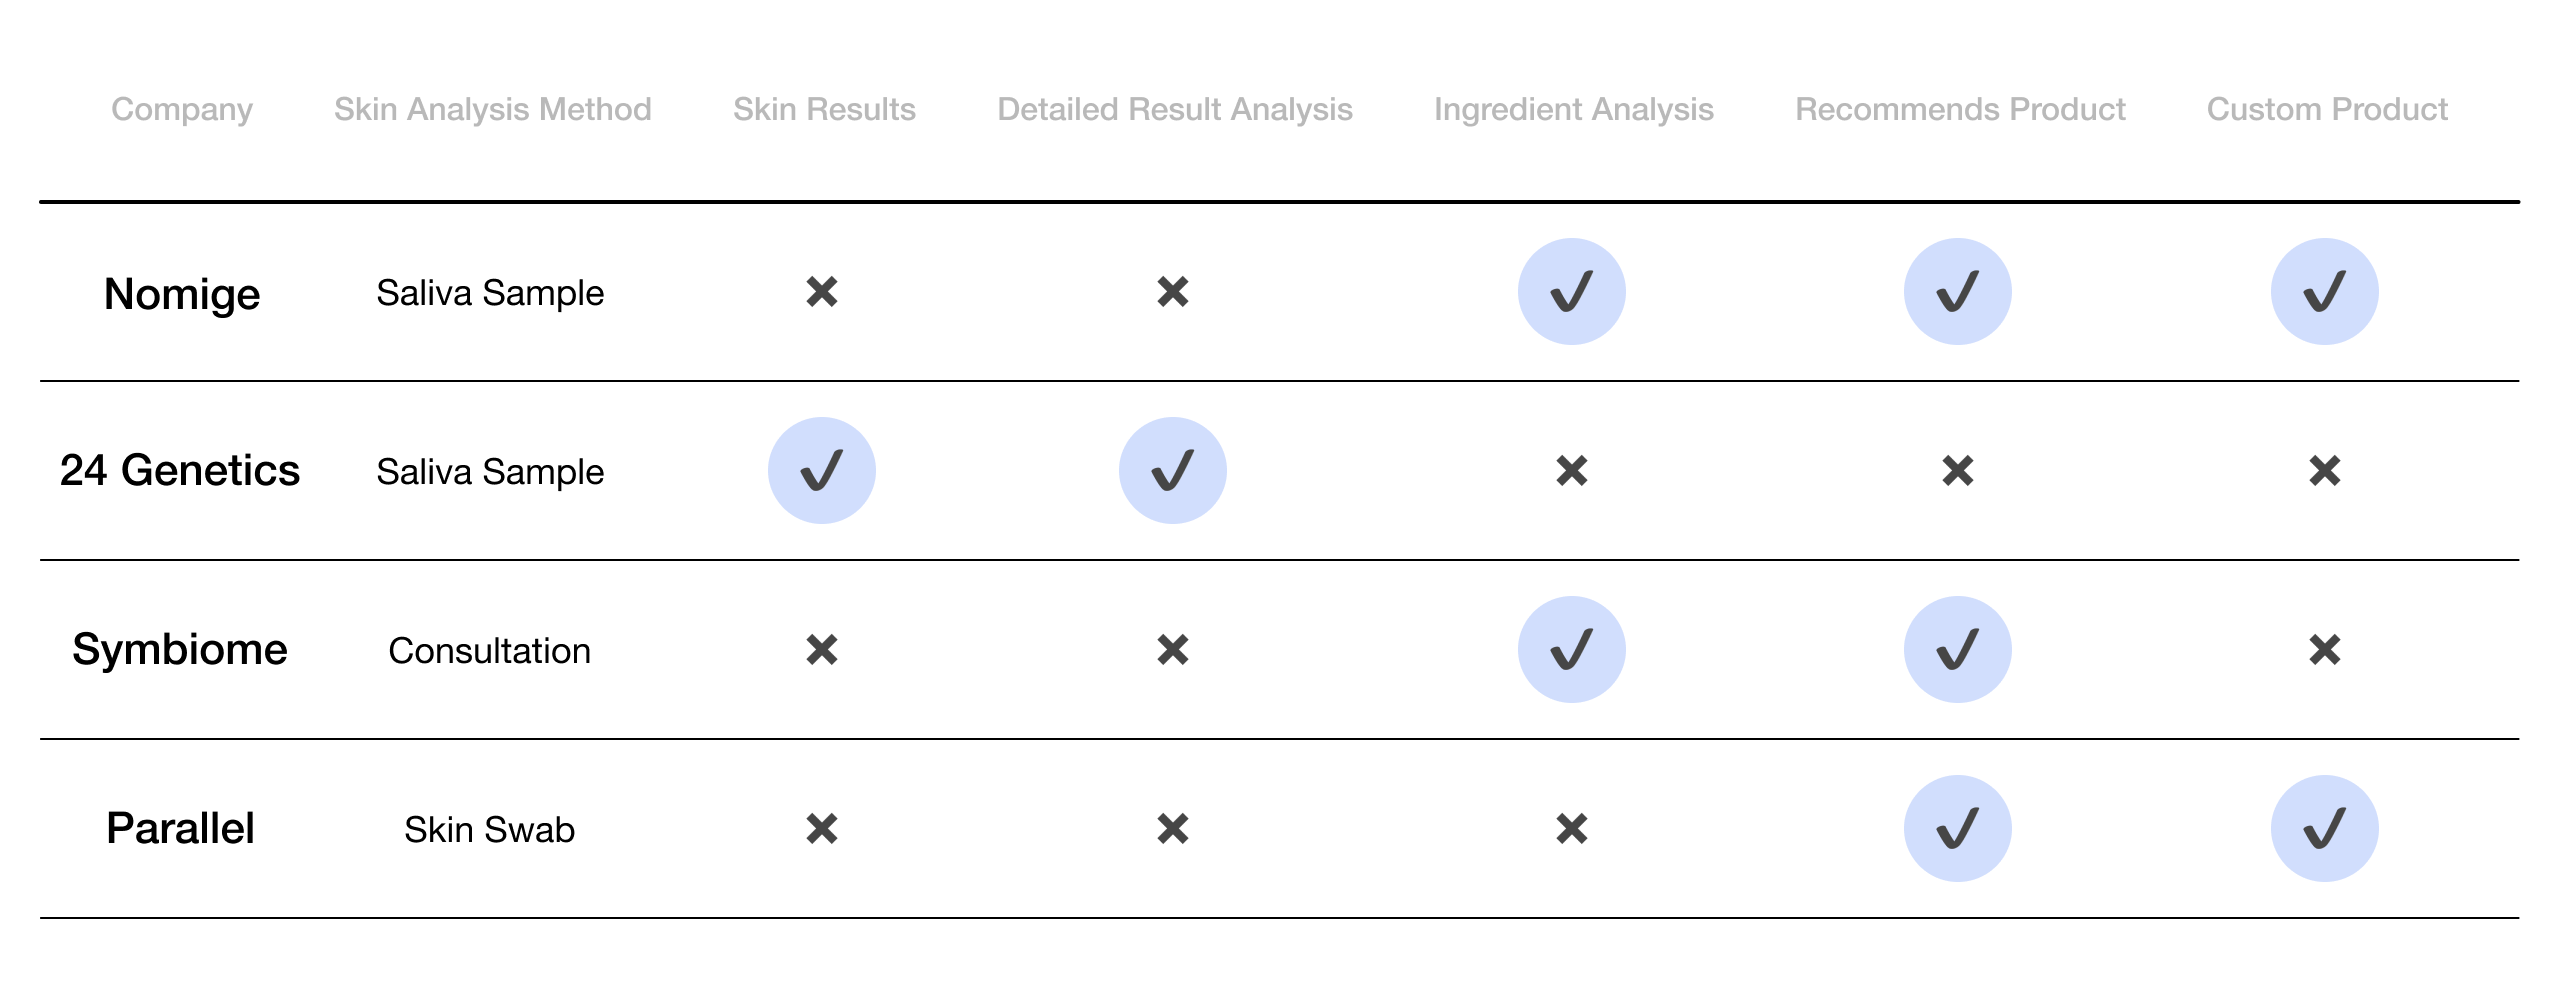 Company Skin Analysis Method Skin Results Detailed Result Analysis Ingredient Analysis Recommends Product Custom Product
Nomige Saliva Sample ✖ ✖ ✔ ✔ ✔
24 Genetics Saliva Sample ✔ ✔ ✖ ✖ ✖
Symbiome Consultation ✖ ✖ ✔ ✔ ✖
Parallel Skin Swab ✖ ✖ ✖ ✔ ✔